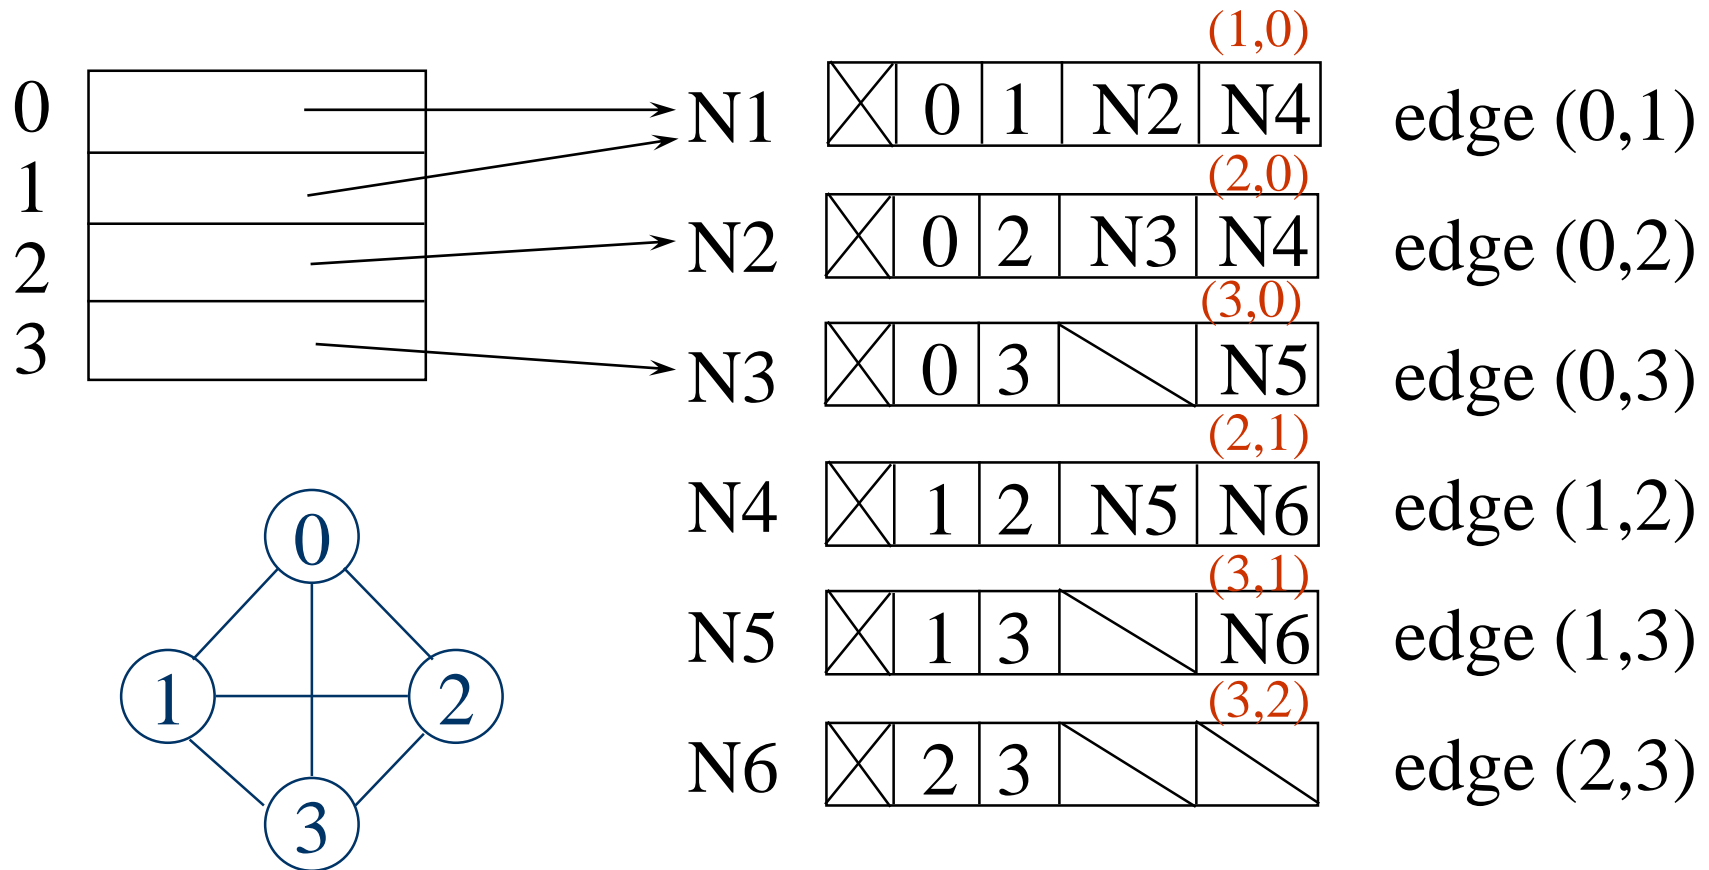 (1,0)
0 N1 0 1 N2 N4 edge (0,1)
1 (2,0)
2 N2 0 2 N3 N4 edge (0,2)
(3,0)
3 N3 0 3 N5 edge (0,3)
(2,1)
N4 1 2 N5 N6 edge (1,2)
0
(3,1)
N5 1 3 N6 edge (1,3)
1 2 (3,2)
N6 2 3 edge (2,3)
3